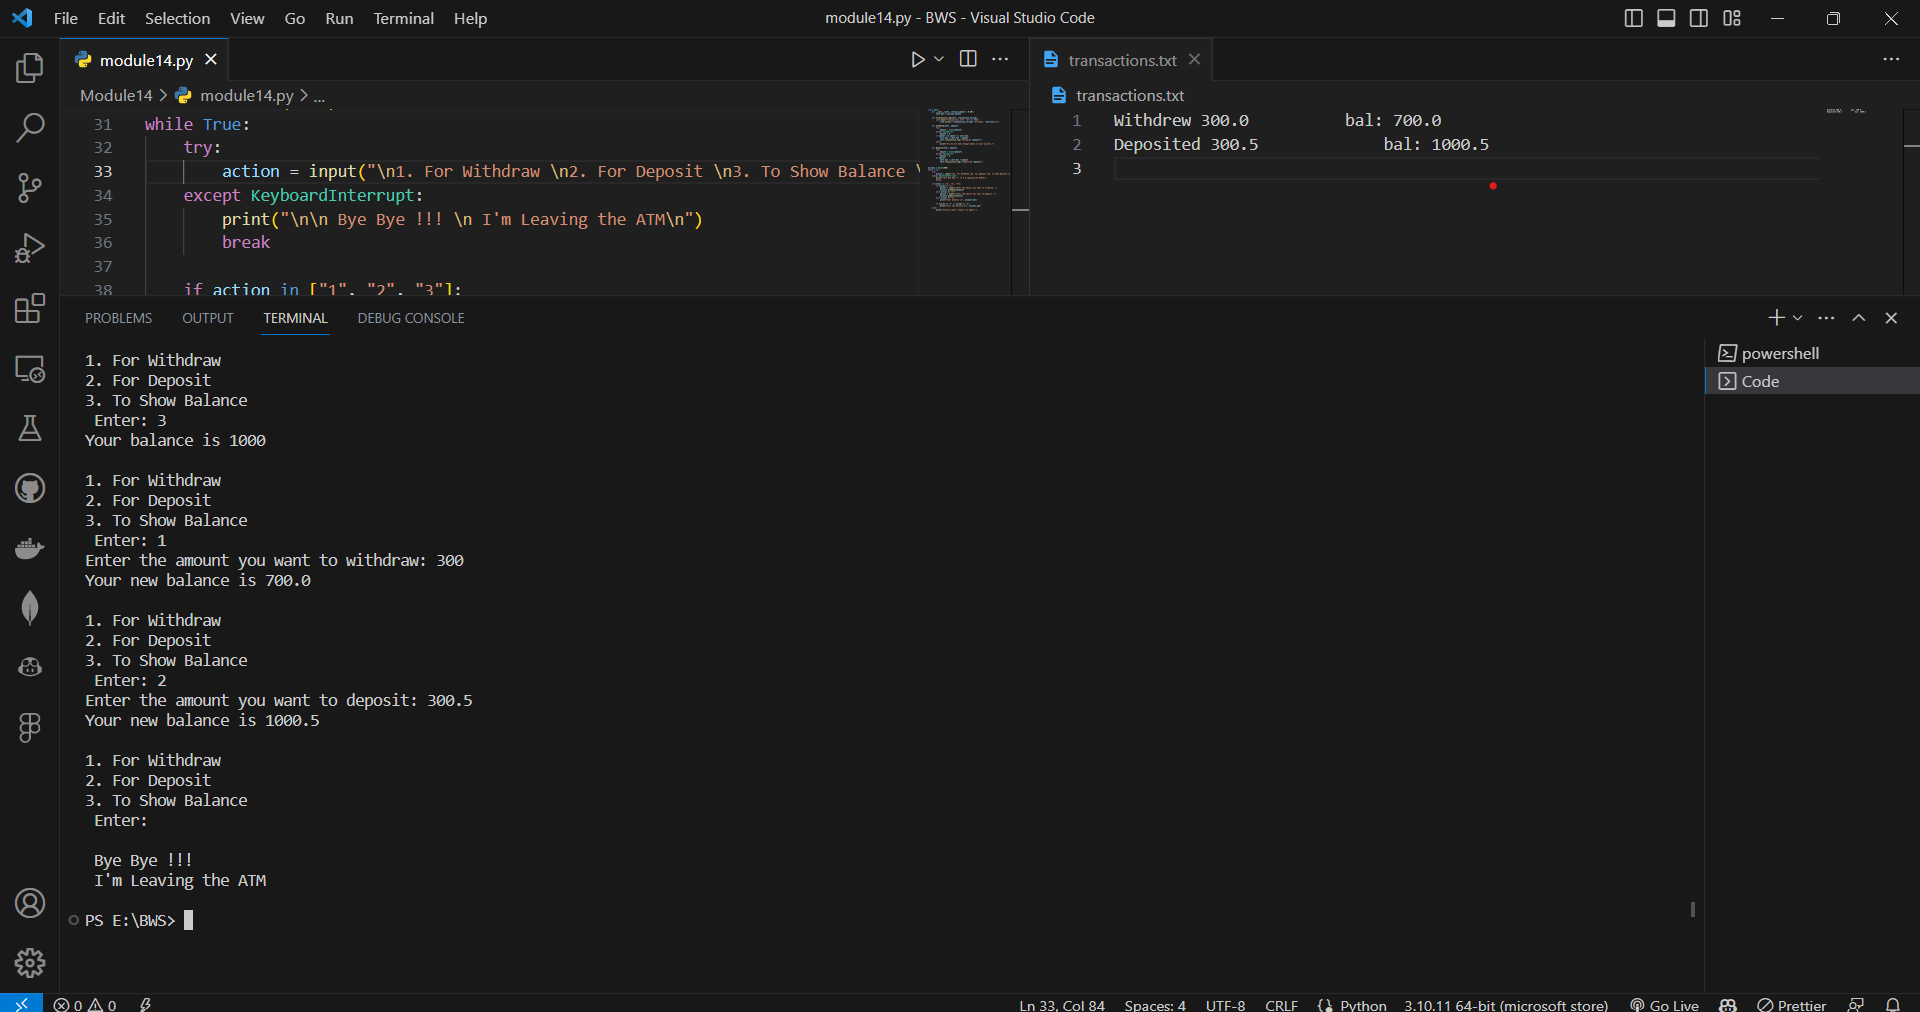 File Edit Selection View Go Run Terminal Help
module14.py - BWS - Visual Studio Code
module14.py
Module14 > module14.py > ...
31 while True:
32 try:
33 action = input("\n1. For Withdraw \n2. For Deposit \n3. To Show Balance \
34 except KeyboardInterrupt:
35 print("\n\n Bye Bye !!! \n I'm Leaving the ATM\n")
36 break
37
38 if action in ["1", "2", "3"]:
transactions.txt
transactions.txt
1 Withdrew 300.0 bal: 700.0
2 Deposited 300.5 bal: 1000.5
3
PROBLEMS OUTPUT TERMINAL DEBUG CONSOLE
1. For Withdraw
2. For Deposit
3. To Show Balance
Enter: 3
Your balance is 1000
1. For Withdraw
2. For Deposit
3. To Show Balance
Enter: 1
Enter the amount you want to withdraw: 300
Your new balance is 700.0
1. For Withdraw
2. For Deposit
3. To Show Balance
Enter: 2
Enter the amount you want to deposit: 300.5
Your new balance is 1000.5
1. For Withdraw
2. For Deposit
3. To Show Balance
Enter:
Bye Bye !!!
I'm Leaving the ATM
PS E:\BWS>
powershell
Code
0 0
Ln 33, Col 84 Spaces: 4 UTF-8 CRLF Python 3.10.11 64-bit (microsoft store) Go Live Prettier